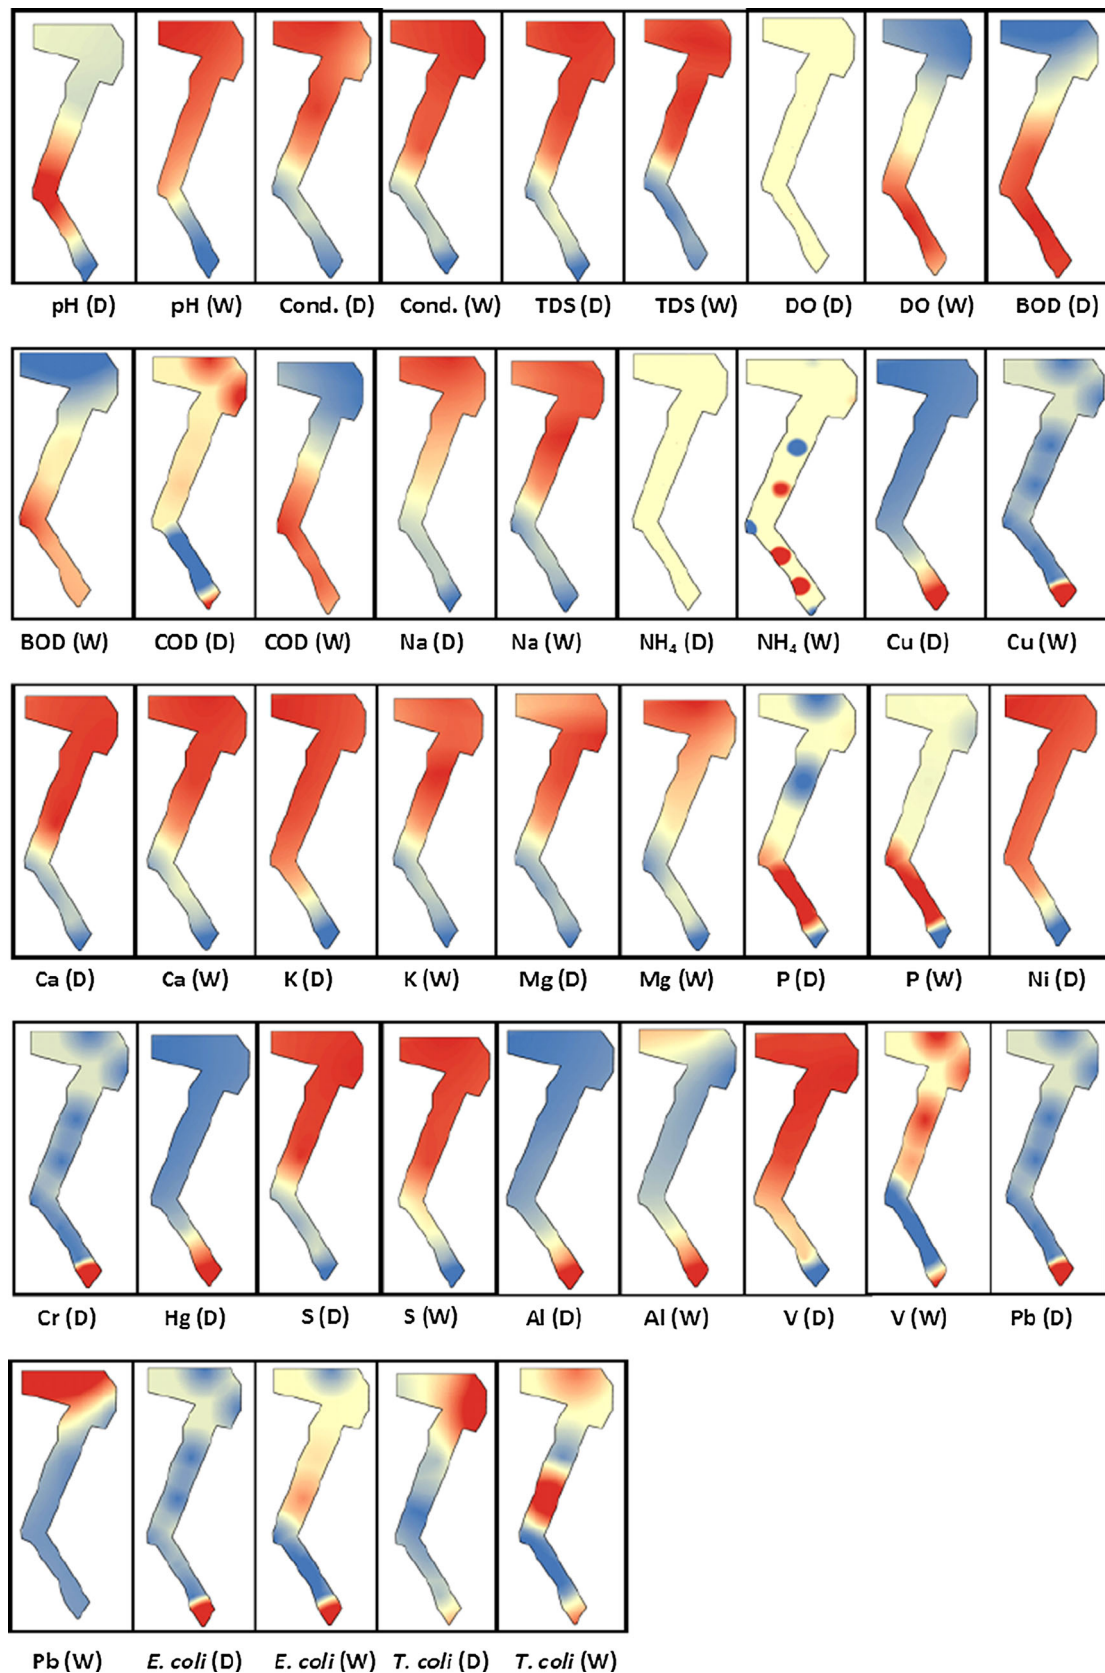 pH (D) pH (W) Cond. (D) Cond. (W) TDS (D) TDS (W) DO (D) DO (W) BOD (D)
BOD (W) COD (D) COD (W) Na (D) Na (W) NH₄ (D) NH₄ (W) Cu (D) Cu (W)
Ca (D) Ca (W) K (D) K (W) Mg (D) Mg (W) P (D) P (W) Ni (D)
Cr (D) Hg (D) S (D) S (W) Al (D) Al (W) V (D) V (W) Pb (D)
Pb (W) E. coli (D) E. coli (W) T. coli (D) T. coli (W)